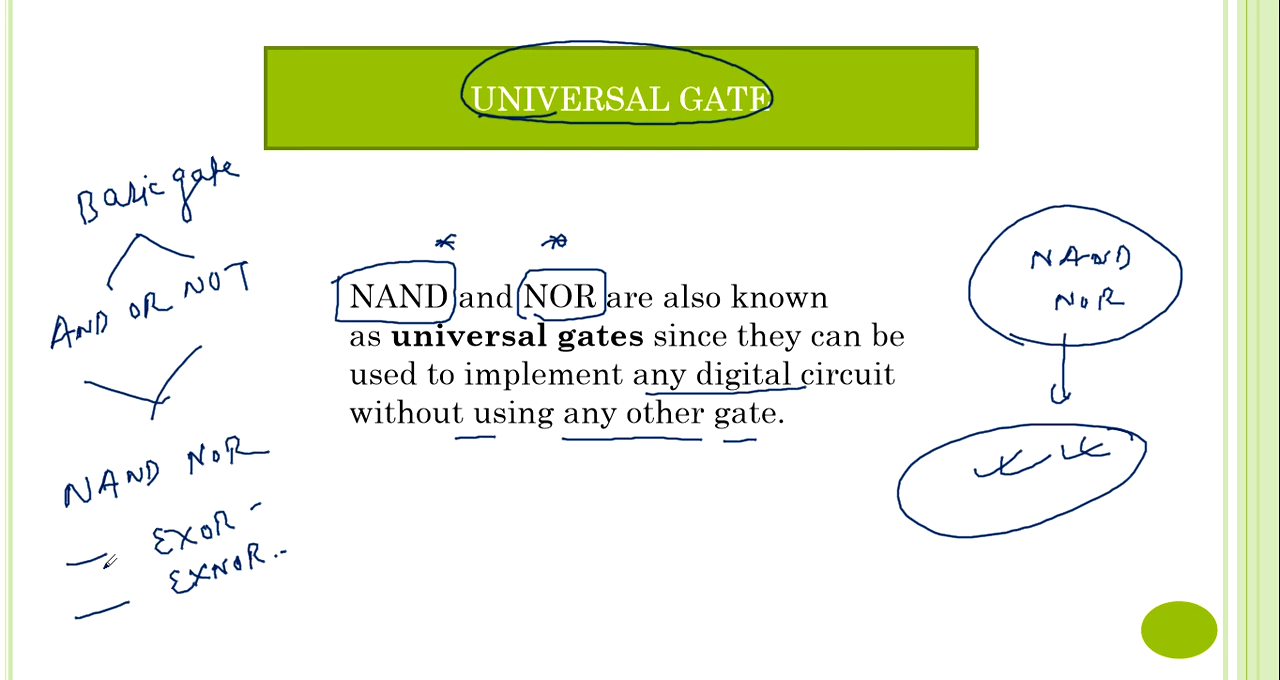 UNIVERSAL GATE
Basic gate
AND OR NOT
NAND NOR
EXOR -
EXNOR ..
NAND and NOR are also known
as universal gates since they can be
used to implement any digital circuit
without using any other gate.
NAND
NOR